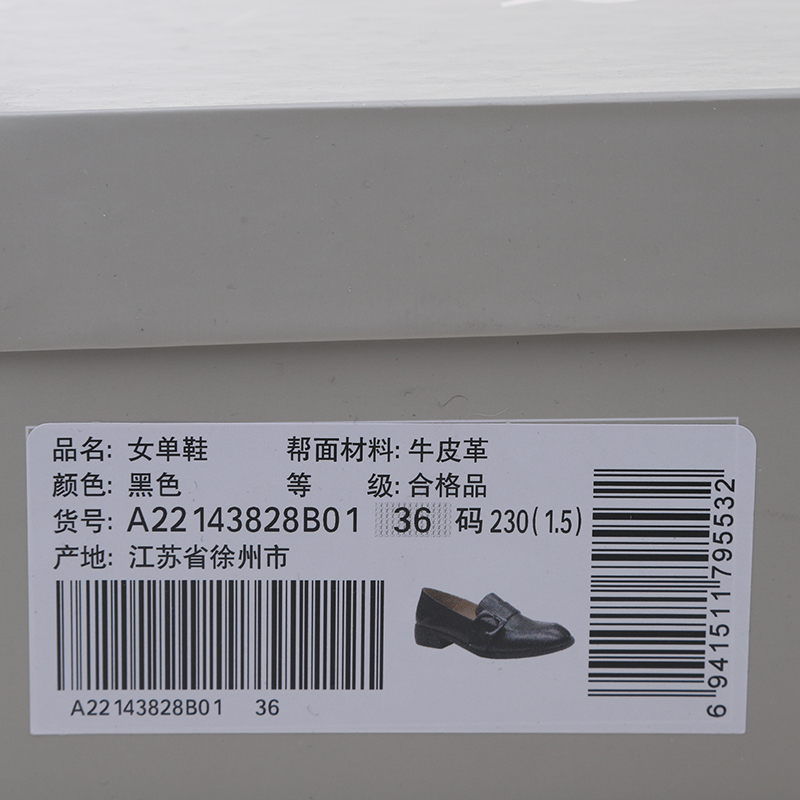 品名: 女单鞋 帮面材料: 牛皮革
颜色: 黑色 等 级: 合格品
货号: A22143828B01 36 码 230(1.5)
产地: 江苏省徐州市
A22143828B01 36
6 941511 795532